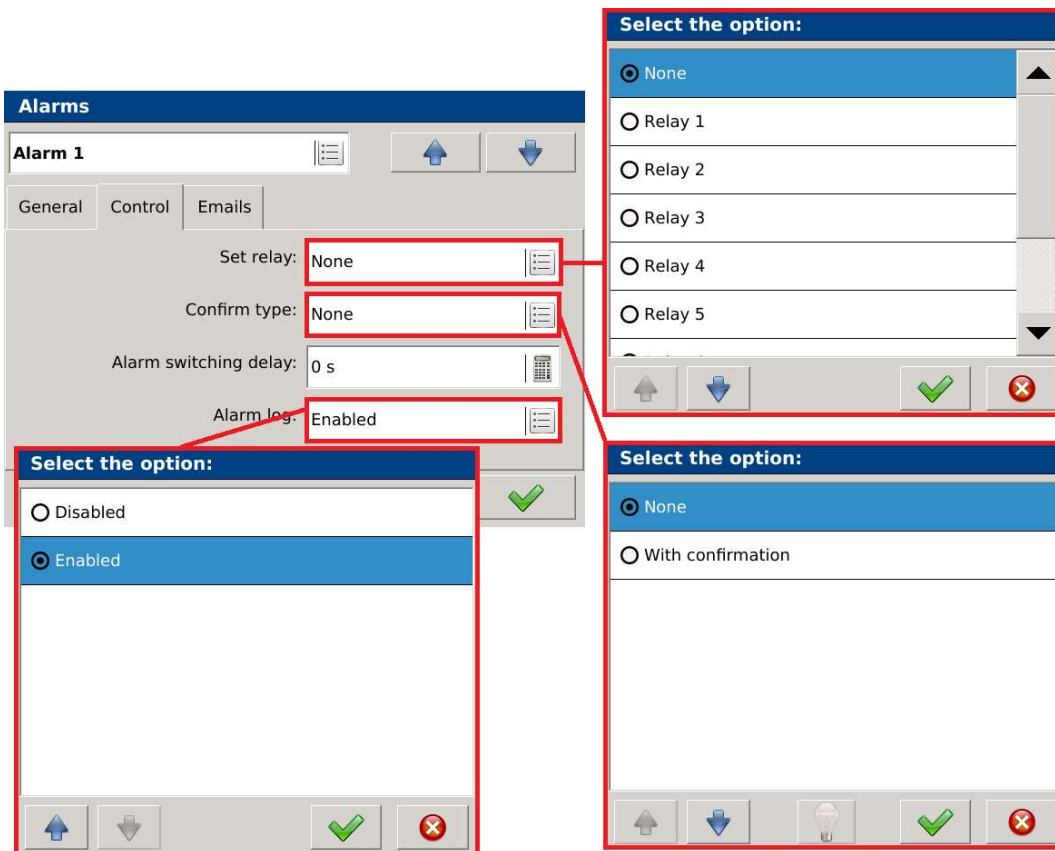 Alarms
Alarm 1
General Control Emails
Set relay: None
Confirm type: None
Alarm switching delay: 0 s
Alarm log: Enabled
Select the option:
None
Relay 1
Relay 2
Relay 3
Relay 4
Relay 5
Select the option:
Disabled
Enabled
Select the option:
None
With confirmation